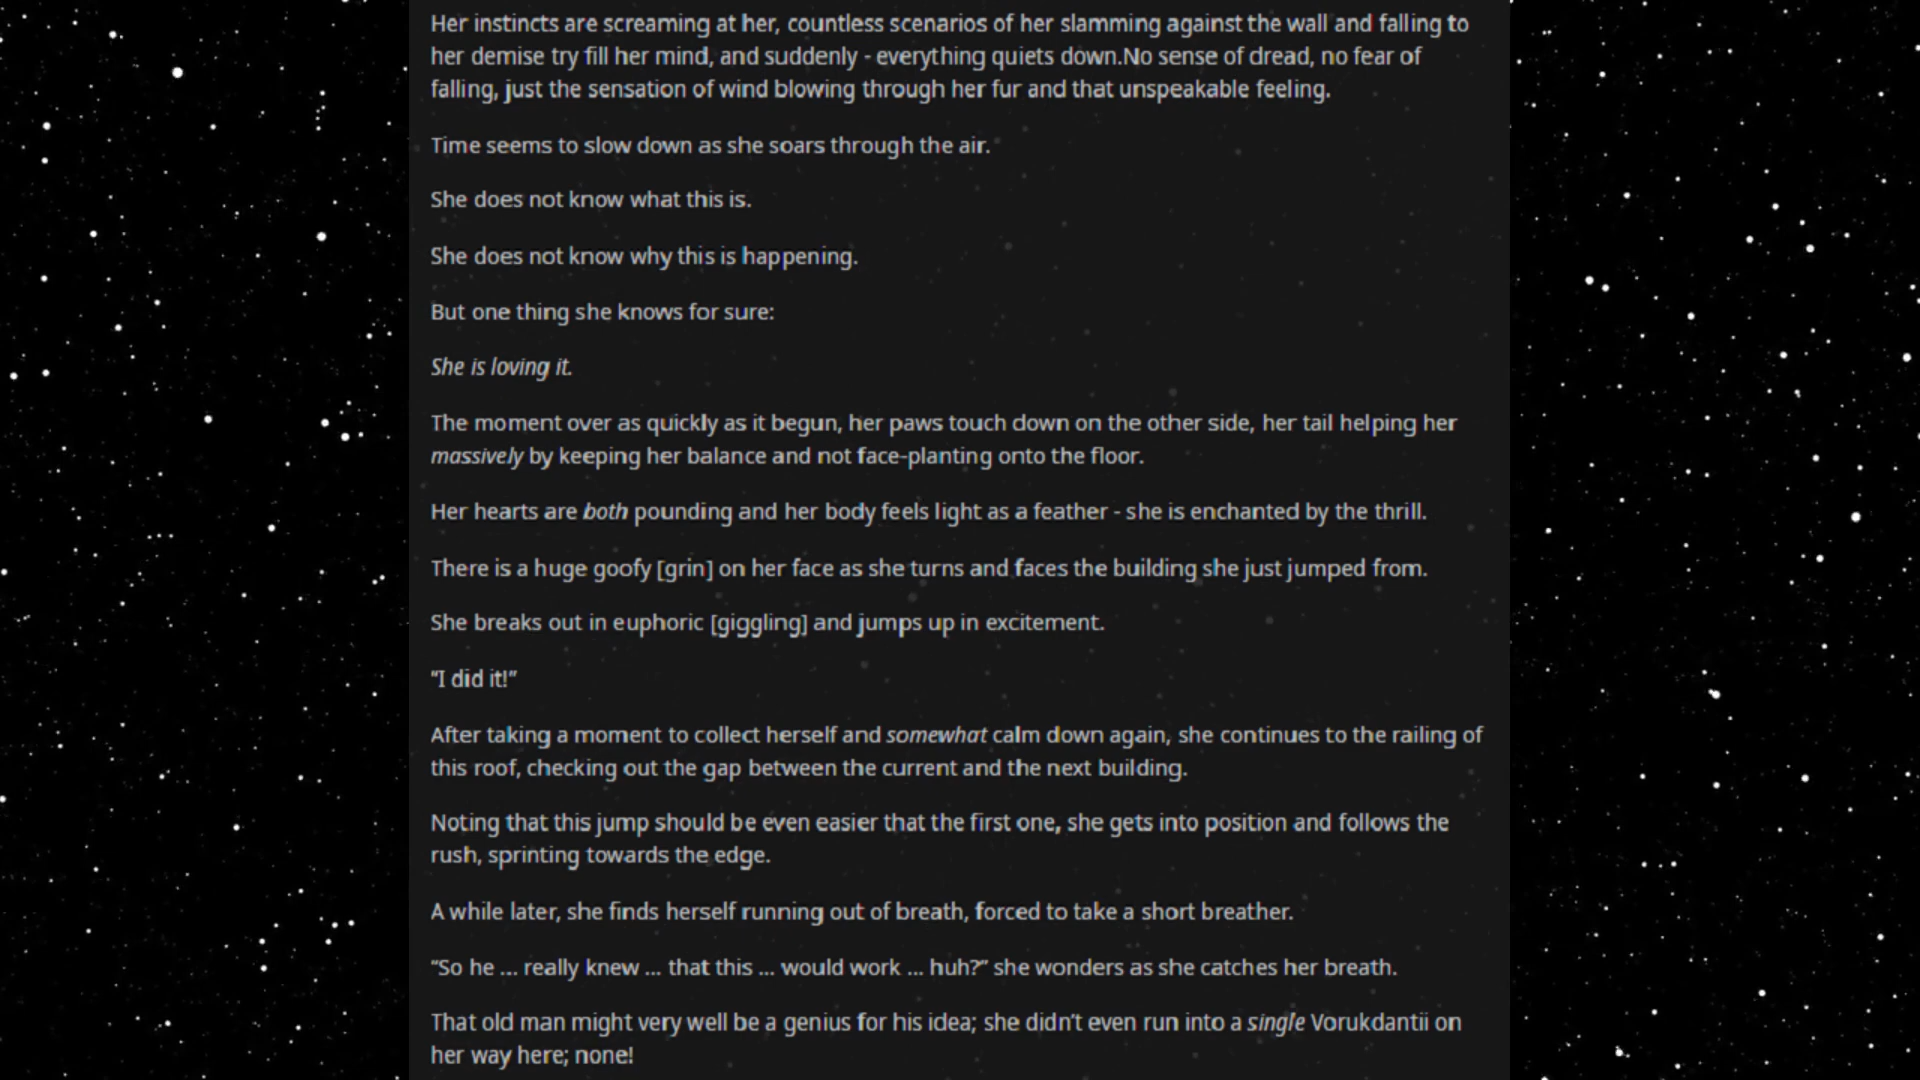 Her instincts are screaming at her, countless scenarios of her slamming against the wall and falling to
her demise try fill her mind, and suddenly - everything quiets down.No sense of dread, no fear of
falling, just the sensation of wind blowing through her fur and that unspeakable feeling.
Time seems to slow down as she soars through the air.
She does not know what this is.
She does not know why this is happening.
But one thing she knows for sure:
She is loving it.
The moment over as quickly as it begun, her paws touch down on the other side, her tail helping her
massively by keeping her balance and not face-planting onto the floor.
Her hearts are both pounding and her body feels light as a feather - she is enchanted by the thrill.
There is a huge goofy [grin] on her face as she turns and faces the building she just jumped from.
She breaks out in euphoric [giggling] and jumps up in excitement.
“I did it!”
After taking a moment to collect herself and somewhat calm down again, she continues to the railing of
this roof, checking out the gap between the current and the next building.
Noting that this jump should be even easier that the first one, she gets into position and follows the
rush, sprinting towards the edge.
A while later, she finds herself running out of breath, forced to take a short breather.
“So he ... really knew ... that this ... would work ... huh?” she wonders as she catches her breath.
That old man might very well be a genius for his idea; she didn’t even run into a single Vorukdantii on
her way here; none!